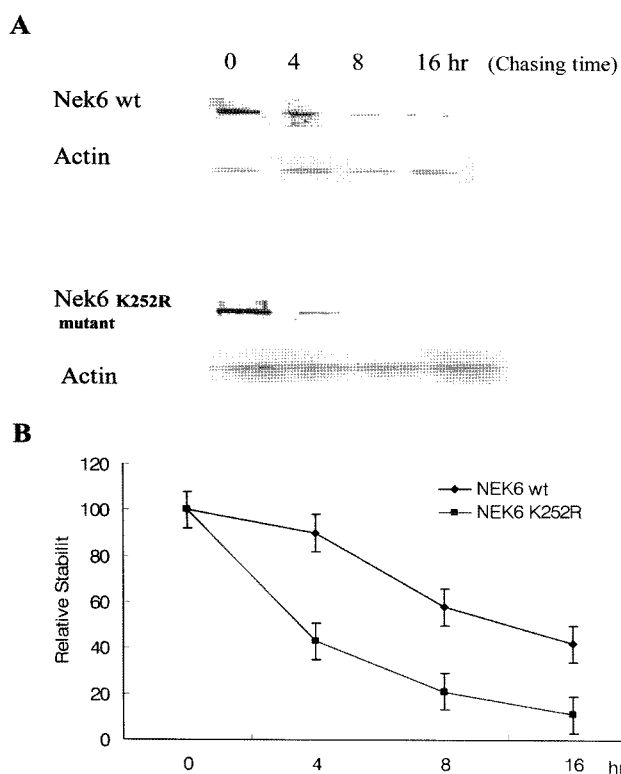 A
0 4 8 16 hr (Chasing time)
Nek6 wt
Actin
Nek6 K252R
mutant
Actin
B
120
100
80
60
40
20
0
Relative Stabilit
NEK6 wt
NEK6 K252R
0 4 8 16 hr